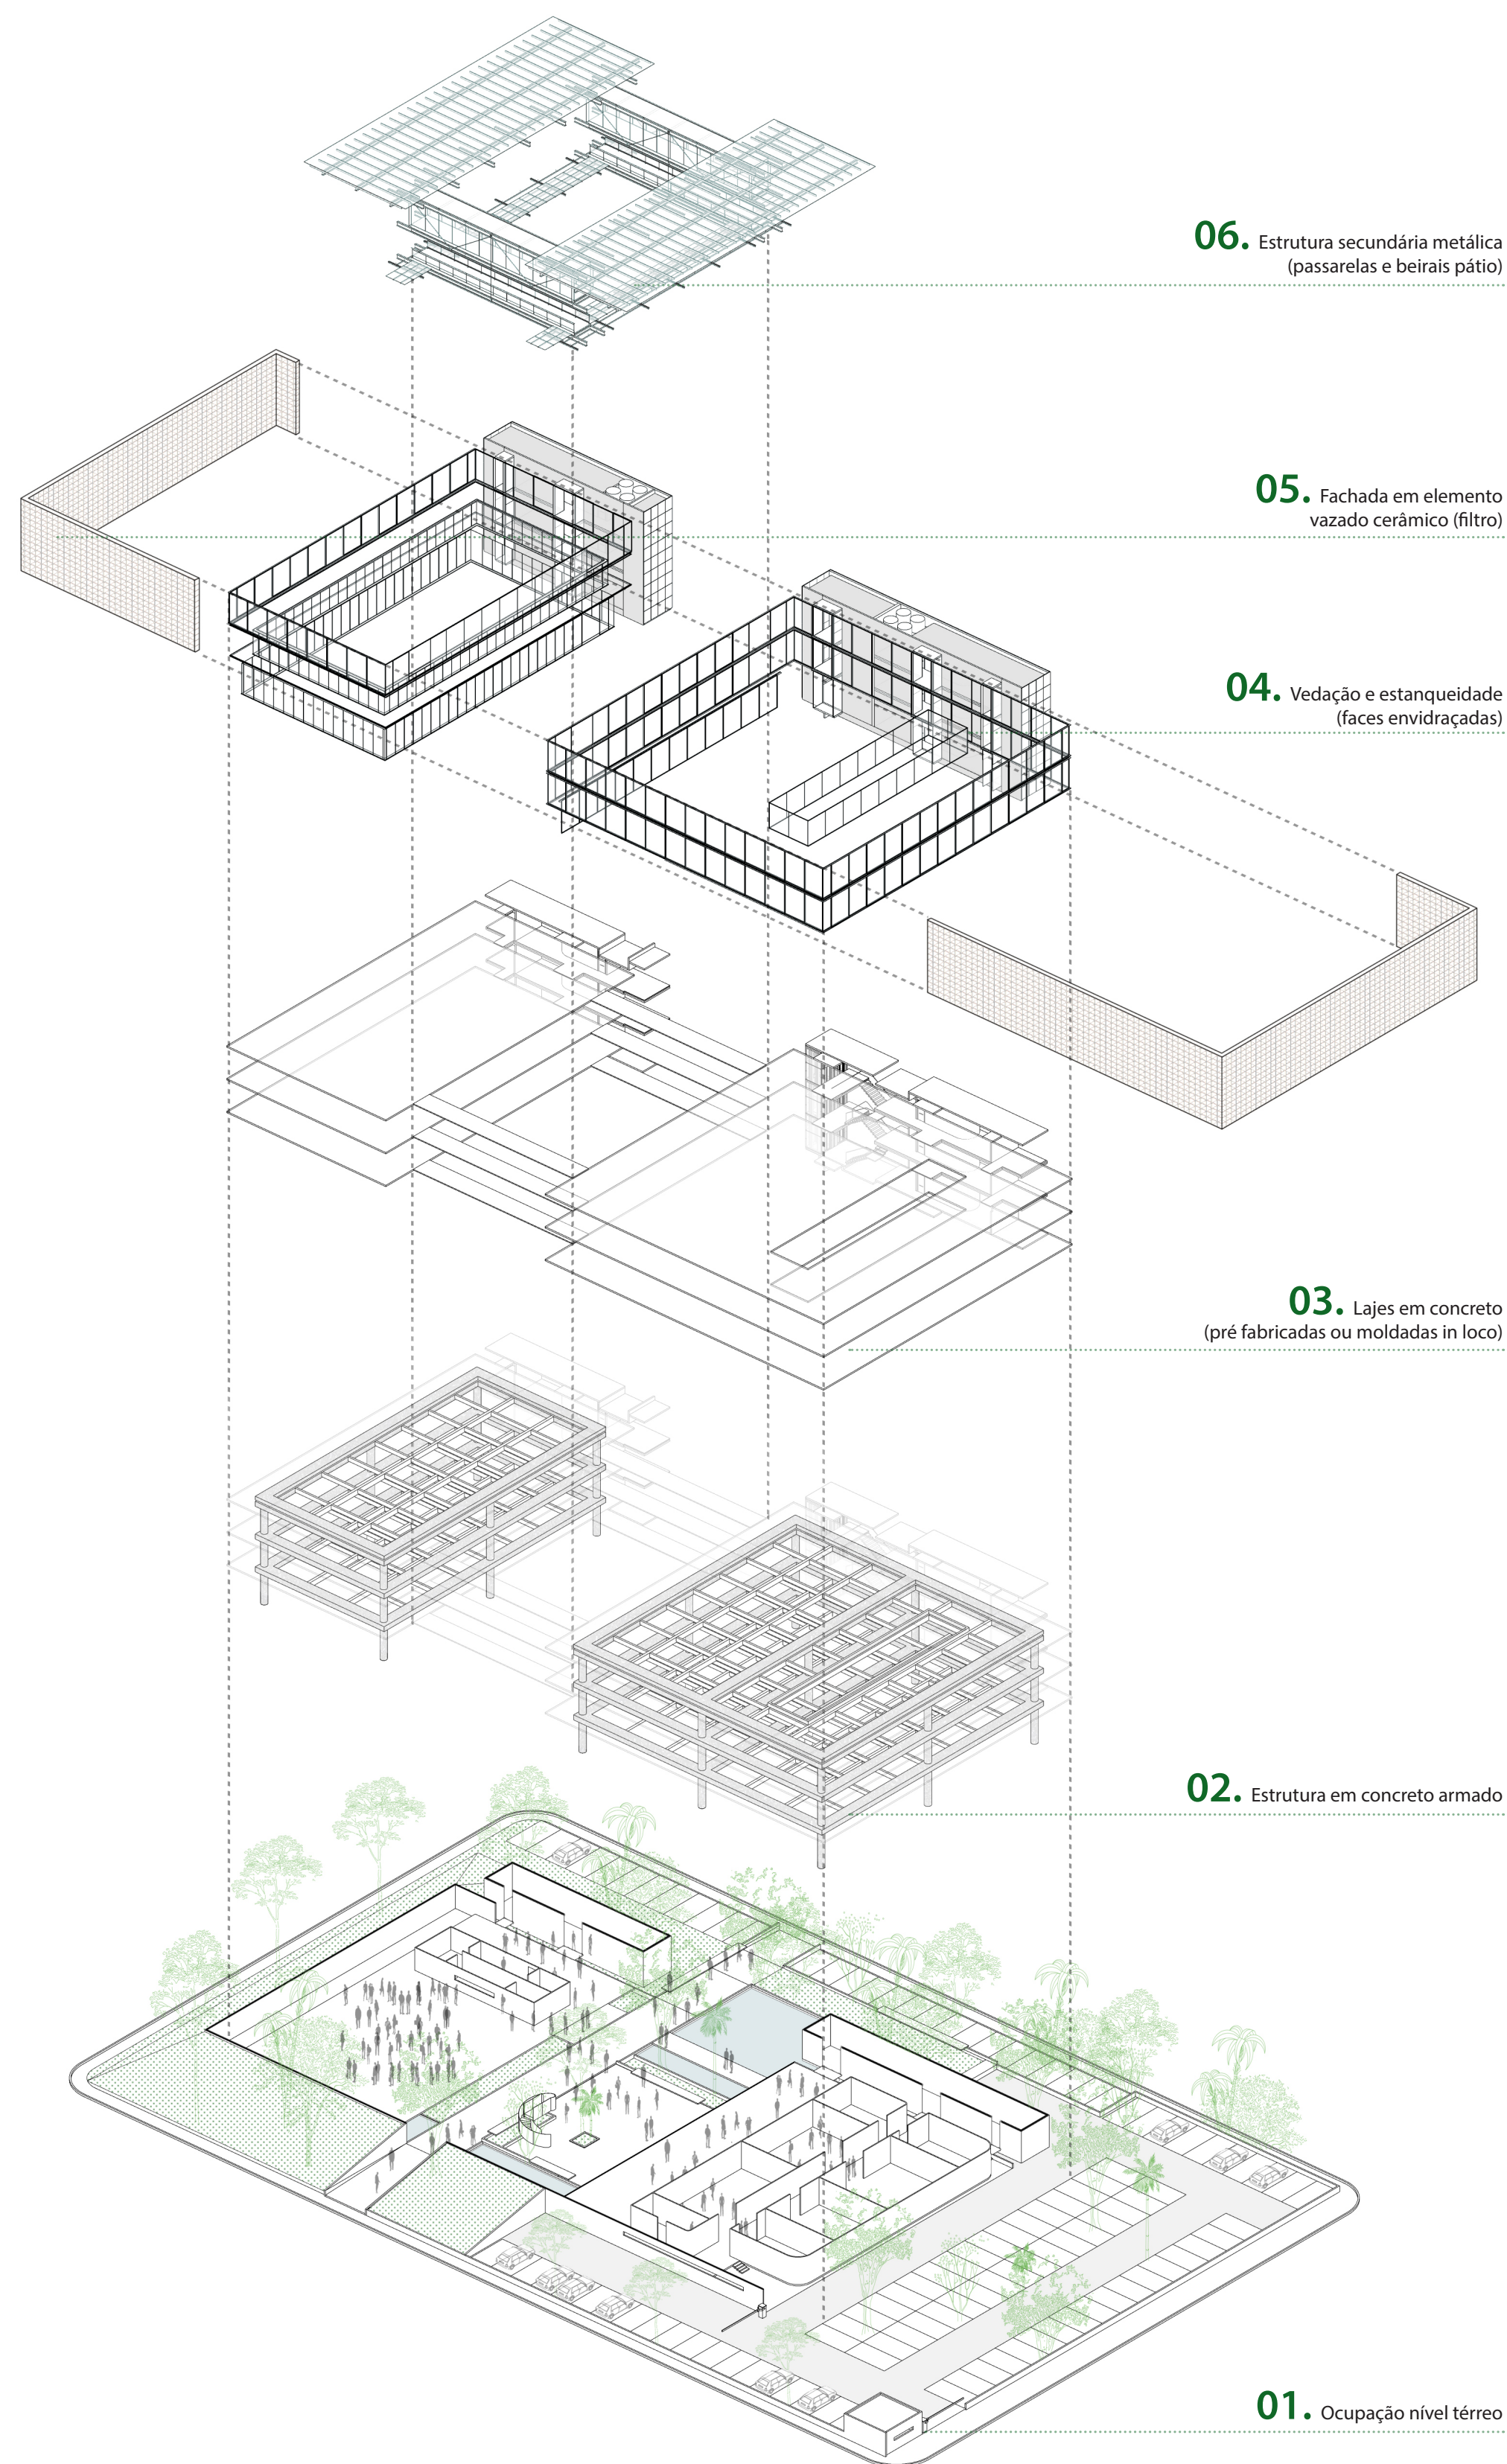 06. Estrutura secundária metálica
(passarelas e beirais pátio)
05. Fachada em elemento
vazado cerâmico (filtro)
04. Vedação e estanqueidade
(faces envidraçadas)
03. Lajes em concreto
(pré fabricadas ou moldadas in loco)
02. Estrutura em concreto armado
01. Ocupação nível térreo